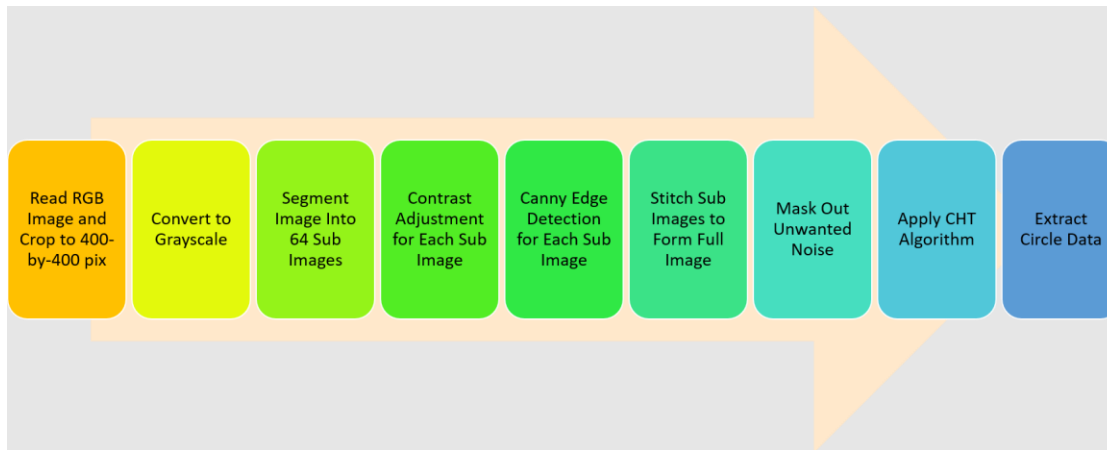 Read RGB
Image and
Crop to 400-
by-400 pix
Convert to
Grayscale
Segment
Image Into
64 Sub
Images
Contrast
Adjustment
for Each Sub
Image
Canny Edge
Detection
for Each Sub
Image
Stitch Sub
Images to
Form Full
Image
Mask Out
Unwanted
Noise
Apply CHT
Algorithm
Extract
Circle Data